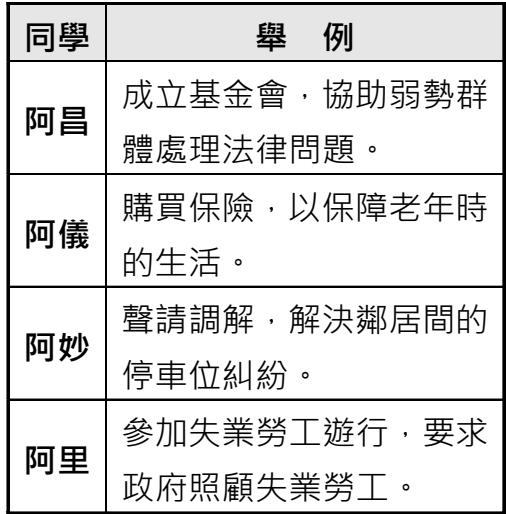 同學 舉 例
阿昌 成立基金會，協助弱勢群
體處理法律問題。
阿儀 購買保險，以保障老年時
的生活。
阿妙 聲請調解，解決鄰居間的
停車位糾紛。
阿里 參加失業勞工遊行，要求
政府照顧失業勞工。